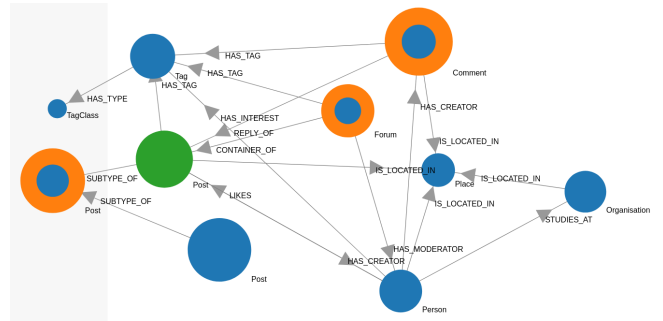 HAS_TAG
Comment
HAS_TAG
Tag
HAS_TAG
HAS_TYPE
TagClass
HAS_CREATOR
HAS_INTEREST
REPLY_OF
Forum
IS_LOCATED_IN
CONTAINER_OF
IS_LOCATED_IN
SUBTYPE_OF
Post
Place
IS_LOCATED_IN
LIKES
SUBTYPE_OF
IS_LOCATED_IN
Post
Organisation
STUDIES_AT
HAS_MODERATOR
HAS_CREATOR
Post
Person